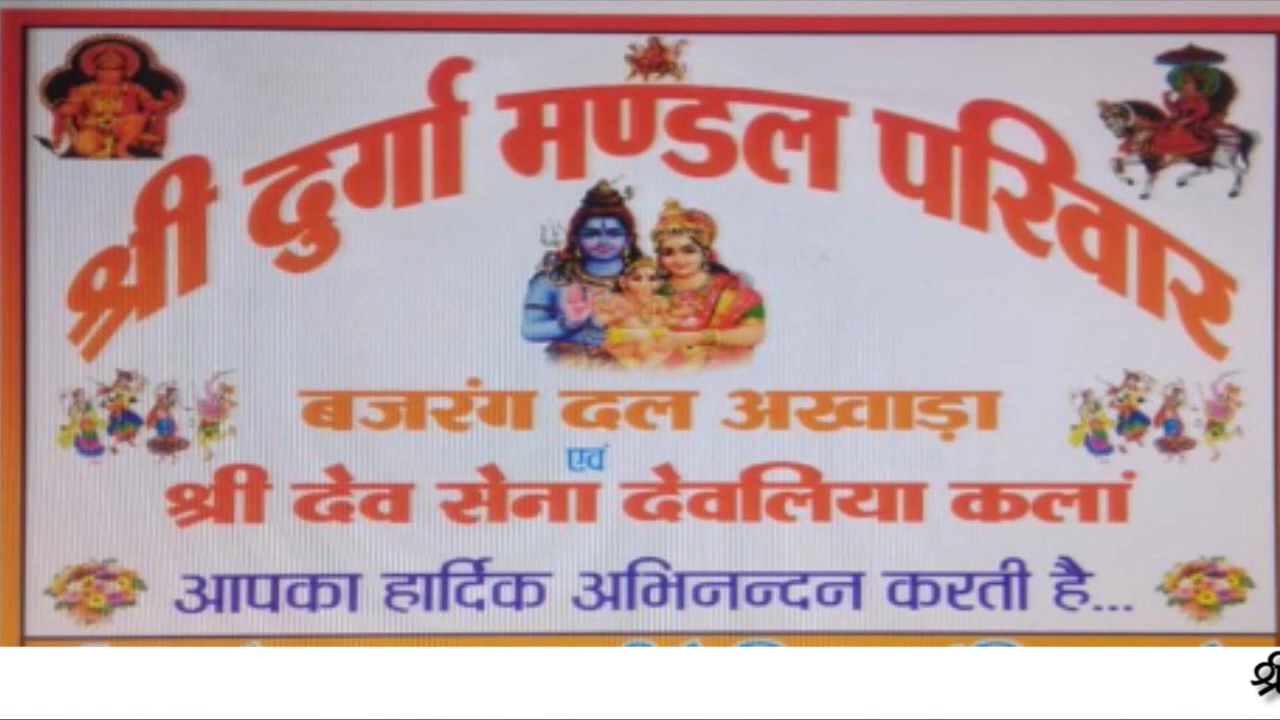 श्री दुर्गा मण्डल परिवार
बजरंग दल अखाड़ा
एवं
श्री देव सेना देवलिया कलां
आपका हार्दिक अभिनन्दन करती है...
श्री